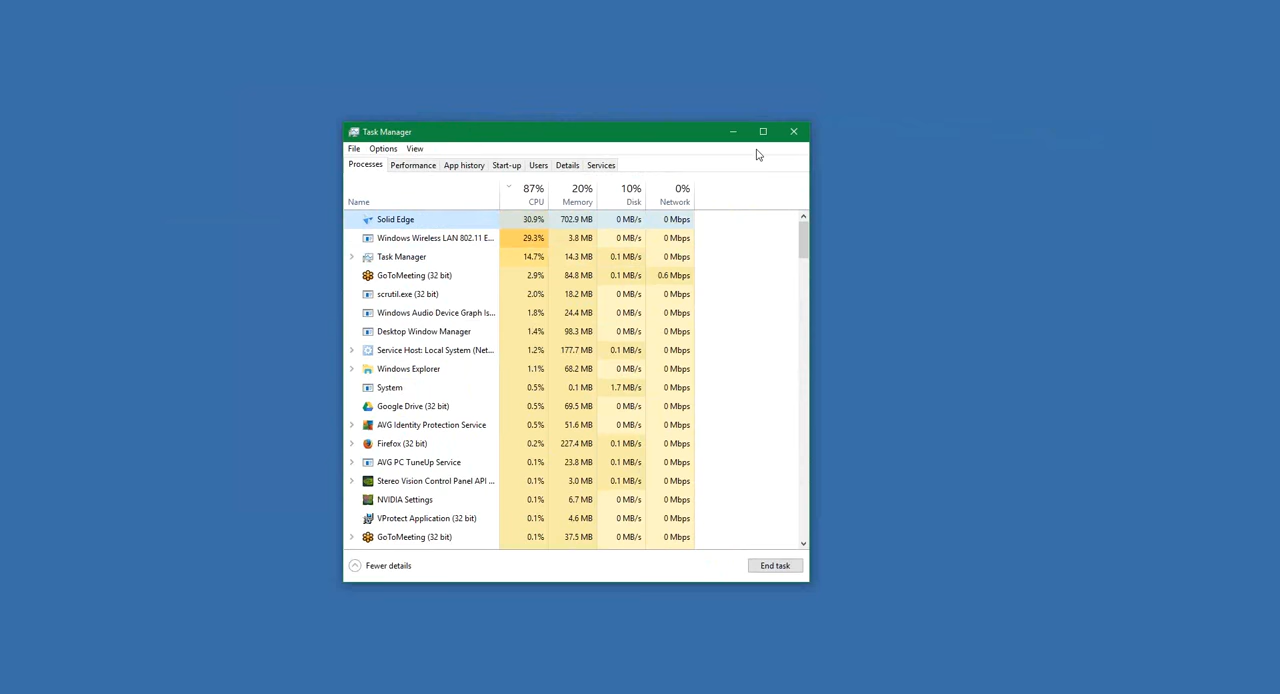 Task Manager
File Options View
Processes Performance App history Start-up Users Details Services
87% 20% 10% 0%
Name CPU Memory Disk Network
Solid Edge 30.9% 702.9 MB 0 MB/s 0 Mbps
Windows Wireless LAN 802.11 E... 29.3% 3.8 MB 0 MB/s 0 Mbps
Task Manager 14.7% 14.3 MB 0.1 MB/s 0 Mbps
GoToMeeting (32 bit) 2.9% 84.8 MB 0.1 MB/s 0.6 Mbps
scrutil.exe (32 bit) 2.0% 18.2 MB 0 MB/s 0 Mbps
Windows Audio Device Graph Is... 1.8% 24.4 MB 0 MB/s 0 Mbps
Desktop Window Manager 1.4% 98.3 MB 0 MB/s 0 Mbps
Service Host: Local System (Net... 1.2% 177.7 MB 0.1 MB/s 0 Mbps
Windows Explorer 1.1% 68.2 MB 0 MB/s 0 Mbps
System 0.5% 0.1 MB 1.7 MB/s 0 Mbps
Google Drive (32 bit) 0.5% 69.5 MB 0 MB/s 0 Mbps
AVG Identity Protection Service 0.5% 51.6 MB 0 MB/s 0 Mbps
Firefox (32 bit) 0.2% 227.4 MB 0.1 MB/s 0 Mbps
AVG PC TuneUp Service 0.1% 23.8 MB 0.1 MB/s 0 Mbps
Stereo Vision Control Panel API ... 0.1% 3.0 MB 0.1 MB/s 0 Mbps
NVIDIA Settings 0.1% 6.7 MB 0 MB/s 0 Mbps
VProtect Application (32 bit) 0.1% 4.6 MB 0 MB/s 0 Mbps
GoToMeeting (32 bit) 0.1% 37.5 MB 0 MB/s 0 Mbps
Fewer details End task